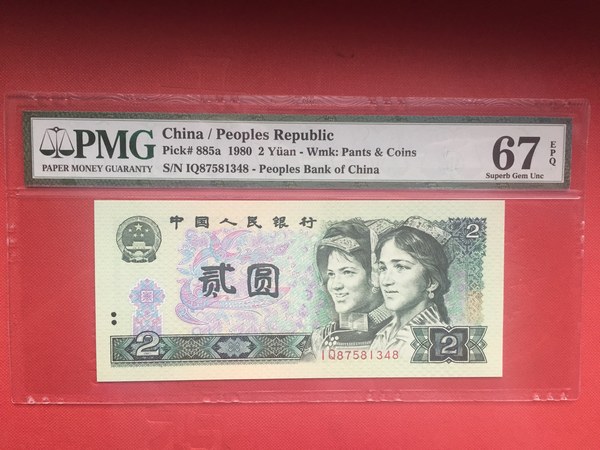 PMG
PAPER MONEY GUARANTY
China / Peoples Republic
Pick# 885a 1980 2 Yüan - Wmk: Pants & Coins
S/N IQ87581348 - Peoples Bank of China
67
EPQ
Superb Gem Unc
中国人民银行
2
贰圆
2
IQ87581348
2